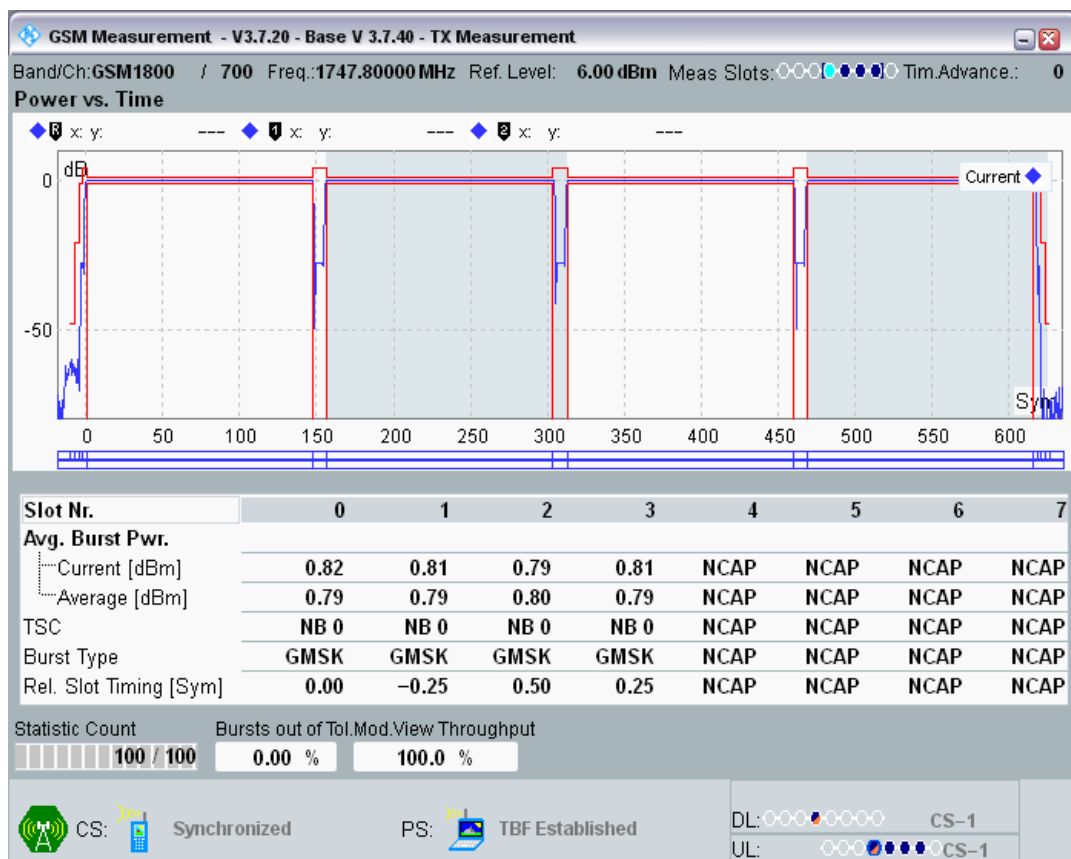 GSM Measurement - V3.7.20 - Base V 3.7.40 - TX Measurement
Band/Ch:GSM1800 / 700 Freq.:1747.80000 MHz Ref. Level: 6.00 dBm Meas Slots: Tim.Advance.: 0
Power vs. Time
R x: y: --- 1 x: y: --- 2 x: y: ---
dB
Current
0
-50
Sym
0 50 100 150 200 250 300 350 400 450 500 550 600
Slot Nr. 0 1 2 3 4 5 6 7
Avg. Burst Pwr.
Current [dBm] 0.82 0.81 0.79 0.81 NCAP NCAP NCAP NCAP
Average [dBm] 0.79 0.79 0.80 0.79 NCAP NCAP NCAP NCAP
TSC NB 0 NB 0 NB 0 NB 0 NCAP NCAP NCAP NCAP
Burst Type GMSK GMSK GMSK GMSK NCAP NCAP NCAP NCAP
Rel. Slot Timing [Sym] 0.00 −0.25 0.50 0.25 NCAP NCAP NCAP NCAP
Statistic Count Bursts out of Tol.Mod.View Throughput
100 / 100 0.00 % 100.0 %
CS: Synchronized PS: TBF Established
DL: CS−1
UL: CS−1